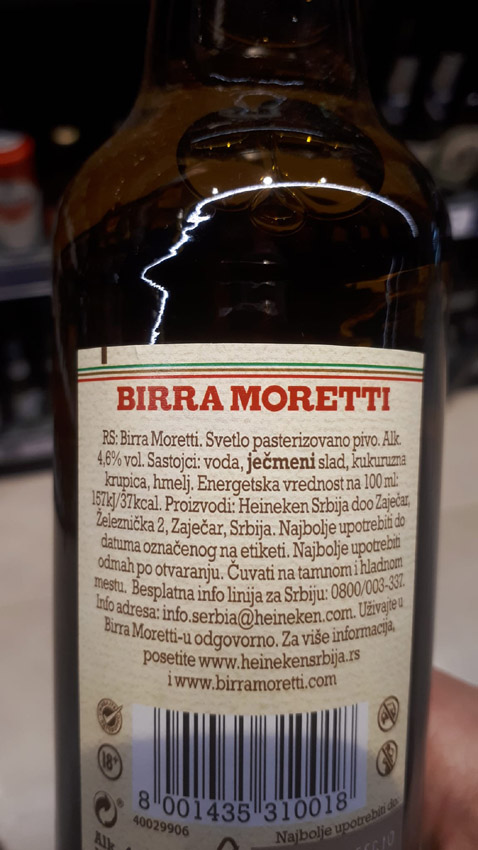 BIRRA MORETTI
RS: Birra Moretti. Svetlo pasterizovano pivo. Alk.
4,6% vol. Sastojci: voda, ječmeni slad, kukuruzna
krupica, hmelj. Energetska vrednost na 100 ml:
157kJ/37kcal. Proizvodi: Heineken Srbija doo Zaječar,
Železnička 2, Zaječar, Srbija. Najbolje upotrebiti do
datuma označenog na etiketi. Najbolje upotrebiti
odmah po otvaranju. Čuvati na tamnom i hladnom
mestu. Besplatna info linija za Srbiju: 0800/003-337.
Info adresa: info.serbia@heineken.com. Uživajte u
Birra Moretti-u odgovorno. Za više informacija,
posetite www.heinekensrbija.rs
i www.birramoretti.com
18+
8 001435 310018
40029906
Najbolje upotrebiti do:
Alk.